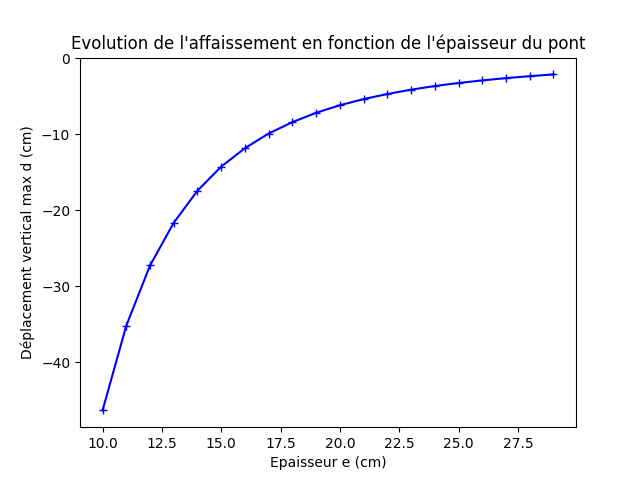 Evolution de l'affaissement en fonction de l'épaisseur du pont
0
−10
−20
−30
−40
Déplacement vertical max d (cm)
10.0 12.5 15.0 17.5 20.0 22.5 25.0 27.5
Epaisseur e (cm)